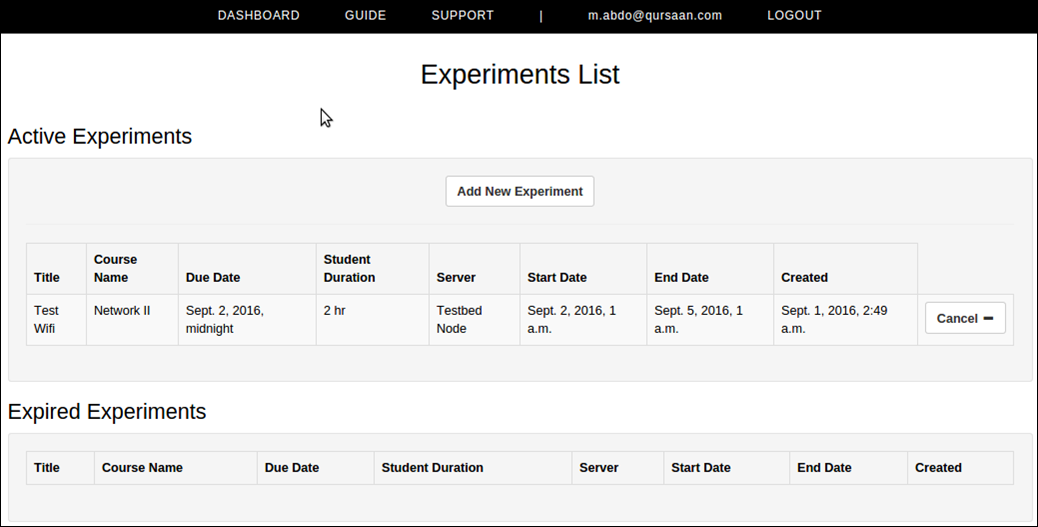 DASHBOARD GUIDE SUPPORT | m.abdo@qursaan.com LOGOUT
Experiments List
Active Experiments
Add New Experiment
Title Course Name Due Date Student Duration Server Start Date End Date Created
Test Wifi Network II Sept. 2, 2016, midnight 2 hr Testbed Node Sept. 2, 2016, 1 a.m. Sept. 5, 2016, 1 a.m. Sept. 1, 2016, 2:49 a.m. Cancel
Expired Experiments
Title Course Name Due Date Student Duration Server Start Date End Date Created